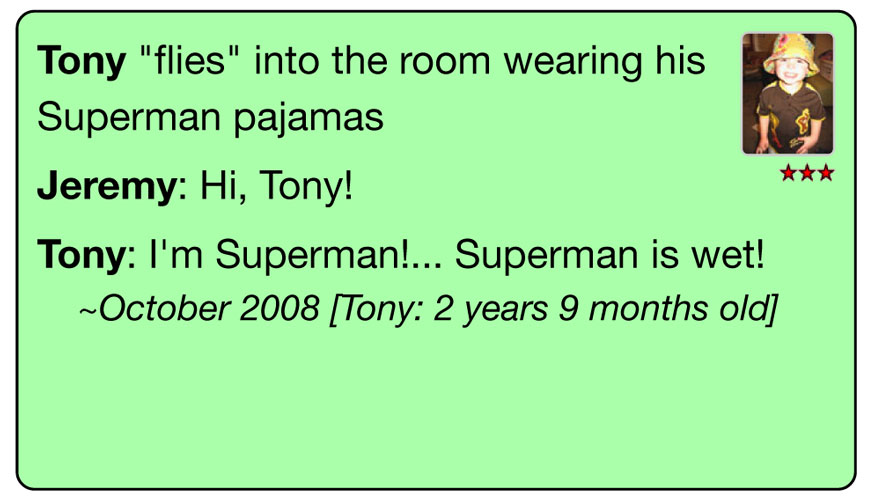 Tony "flies" into the room wearing his
Superman pajamas
Jeremy: Hi, Tony!
Tony: I'm Superman!... Superman is wet!
~October 2008 [Tony: 2 years 9 months old]